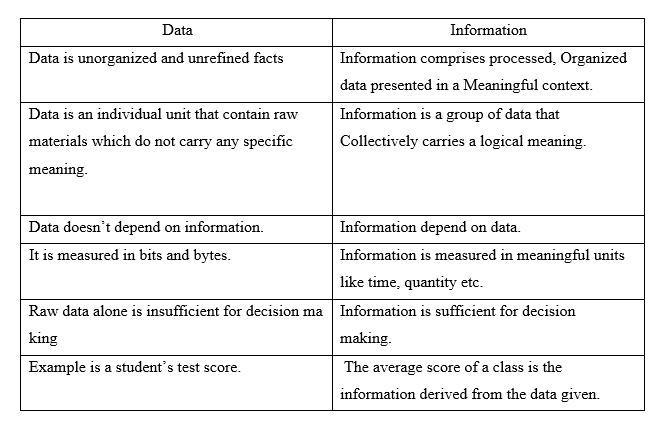 Data
Information
Data is unorganized and unrefined facts
Information comprises processed, Organized
data presented in a Meaningful context.
Data is an individual unit that contain raw
materials which do not carry any specific
meaning.
Information is a group of data that
Collectively carries a logical meaning.
Data doesn’t depend on information.
Information depend on data.
It is measured in bits and bytes.
Information is measured in meaningful units
like time, quantity etc.
Raw data alone is insufficient for decision ma
king
Information is sufficient for decision
making.
Example is a student’s test score.
The average score of a class is the
information derived from the data given.